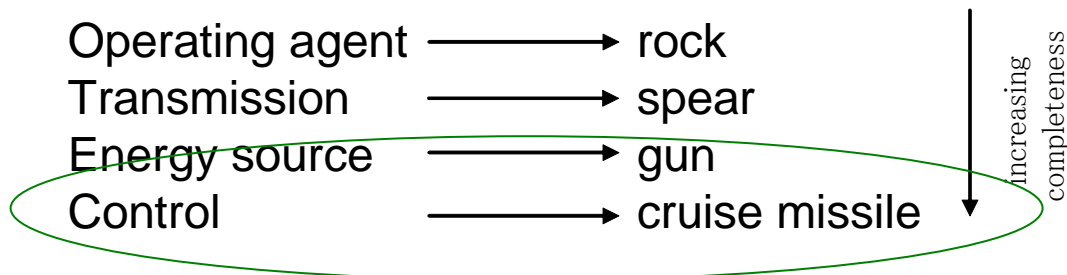 Operating agent rock
Transmission spear
Energy source gun
Control cruise missile
increasing
completeness